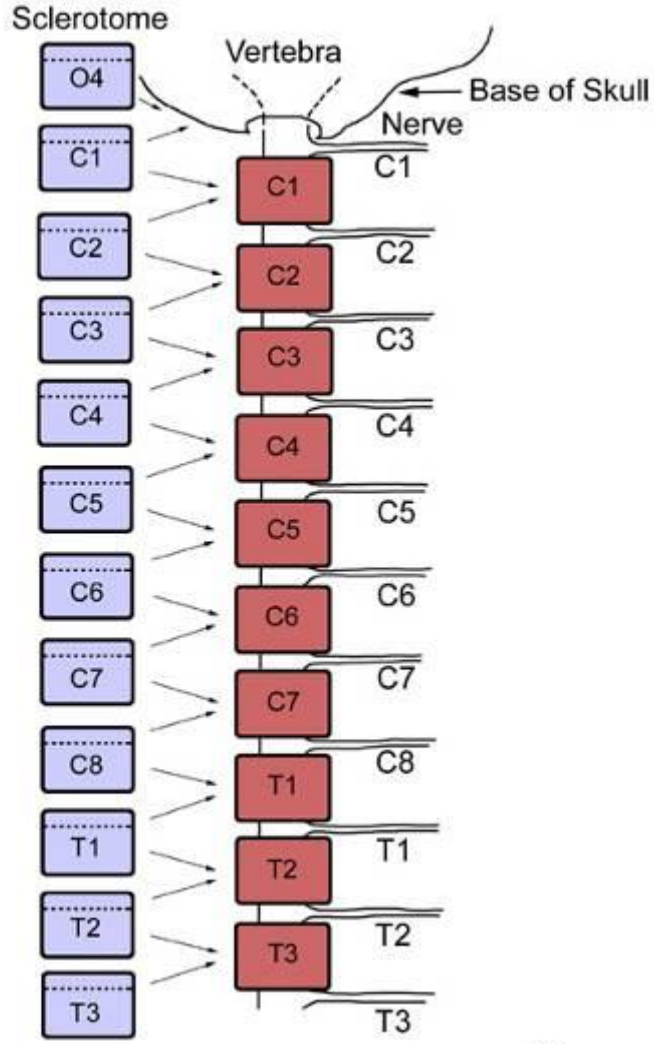 Sclerotome
Vertebra
Base of Skull
Nerve
O4
C1
C2
C3
C4
C5
C6
C7
C8
T1
T2
T3
C1
C2
C3
C4
C5
C6
C7
T1
T2
T3
C1
C2
C3
C4
C5
C6
C7
C8
T1
T2
T3